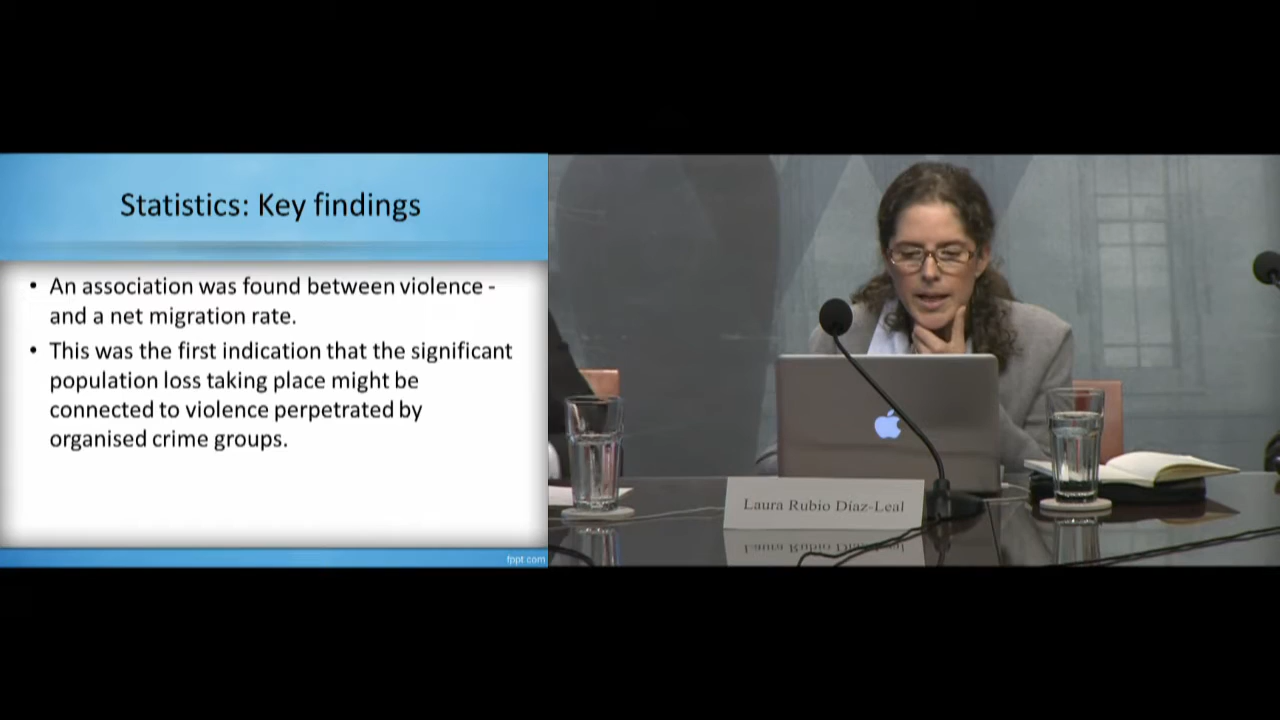 Statistics: Key findings
• An association was found between violence -
and a net migration rate.
• This was the first indication that the significant
population loss taking place might be
connected to violence perpetrated by
organised crime groups.
fppt.com
Laura Rubio Díaz-Leal